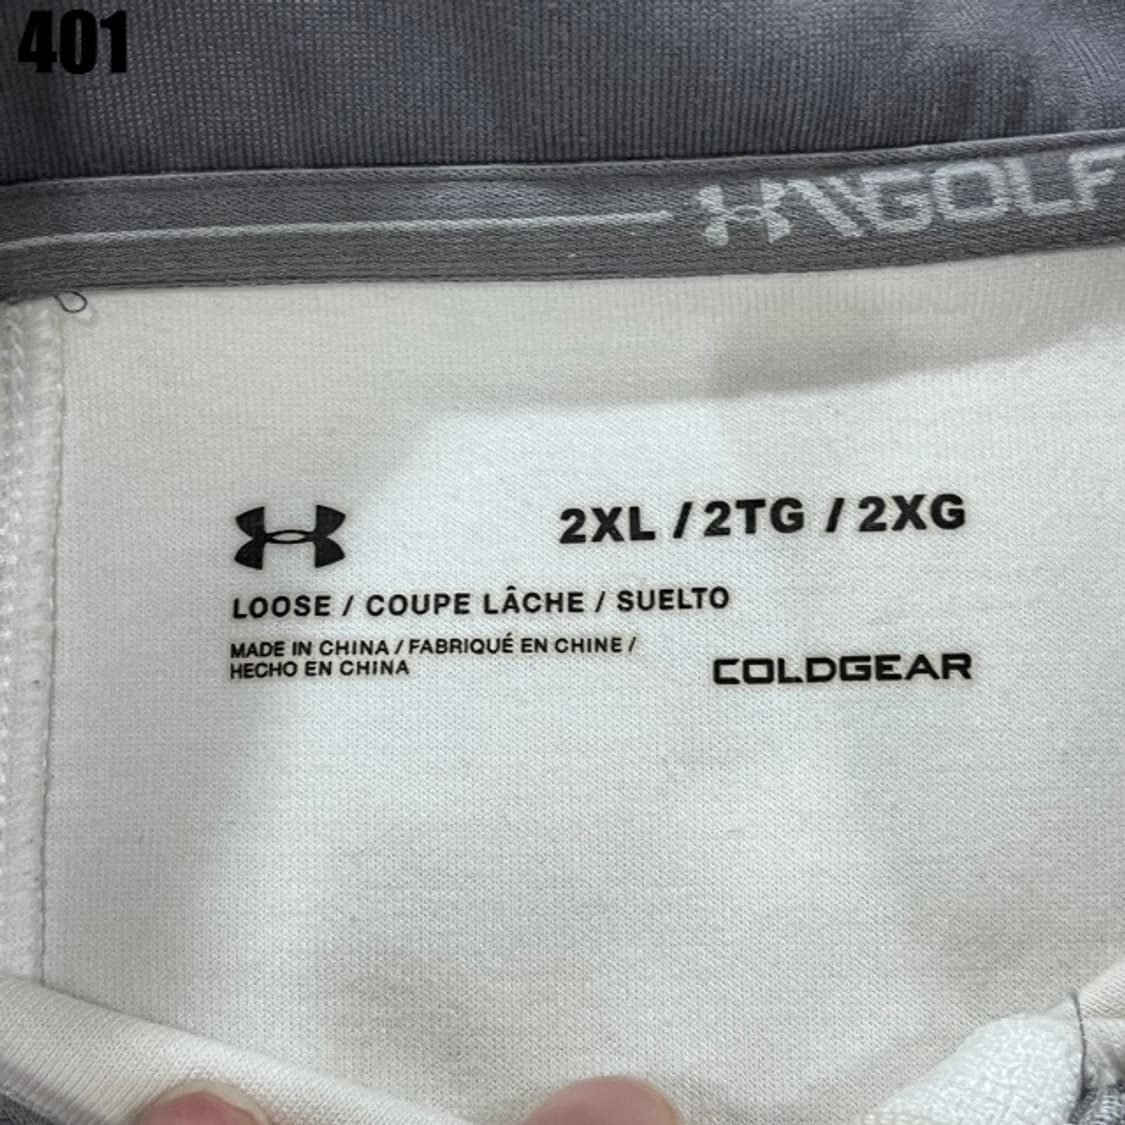 401
GOLF
2XL / 2TG / 2XG
LOOSE / COUPE LÂCHE / SUELTO
MADE IN CHINA / FABRIQUÉ EN CHINE /
HECHO EN CHINA
COLDGEAR